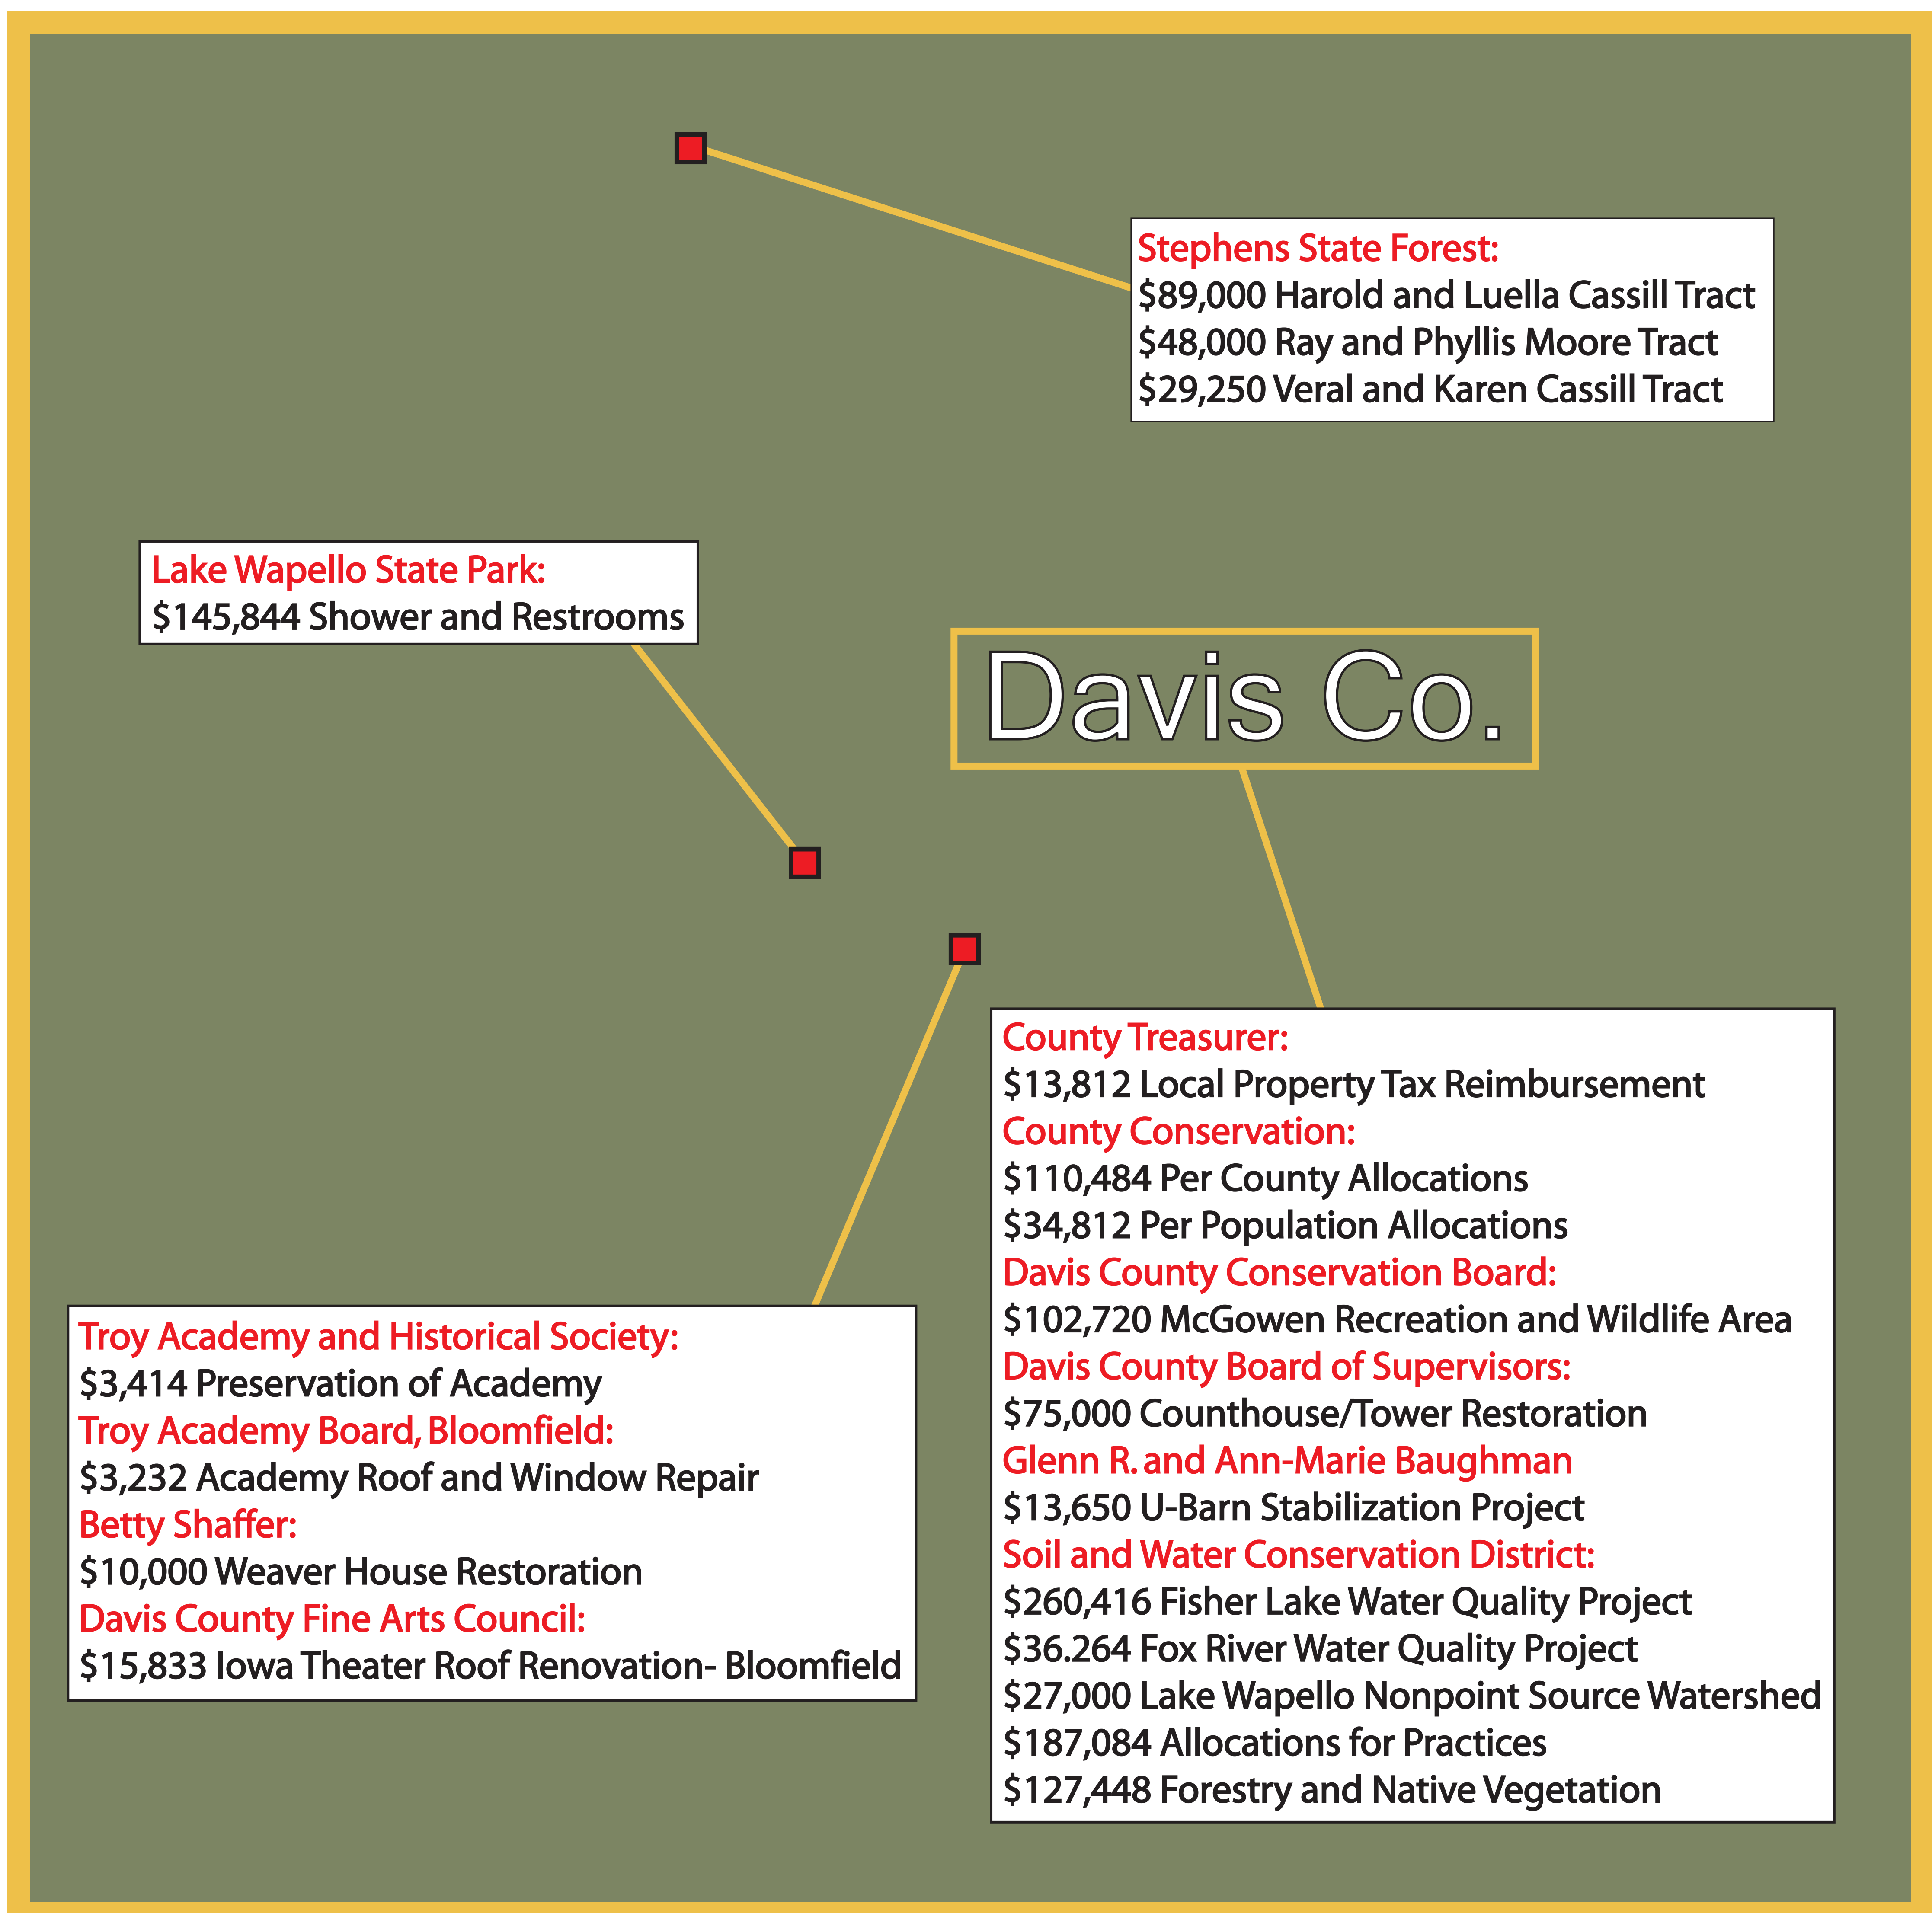 Stephens State Forest:
$89,000 Harold and Luella Cassill Tract
$48,000 Ray and Phyllis Moore Tract
$29,250 Veral and Karen Cassill Tract
Lake Wapello State Park:
$145,844 Shower and Restrooms
Davis Co.
County Treasurer:
$13,812 Local Property Tax Reimbursement
County Conservation:
$110,484 Per County Allocations
$34,812 Per Population Allocations
Davis County Conservation Board:
$102,720 McGowen Recreation and Wildlife Area
Davis County Board of Supervisors:
$75,000 Counthouse/Tower Restoration
Glenn R. and Ann-Marie Baughman
$13,650 U-Barn Stabilization Project
Soil and Water Conservation District:
$260,416 Fisher Lake Water Quality Project
$36.264 Fox River Water Quality Project
$27,000 Lake Wapello Nonpoint Source Watershed
$187,084 Allocations for Practices
$127,448 Forestry and Native Vegetation
Troy Academy and Historical Society:
$3,414 Preservation of Academy
Troy Academy Board, Bloomfield:
$3,232 Academy Roof and Window Repair
Betty Shaffer:
$10,000 Weaver House Restoration
Davis County Fine Arts Council:
$15,833 Iowa Theater Roof Renovation- Bloomfield